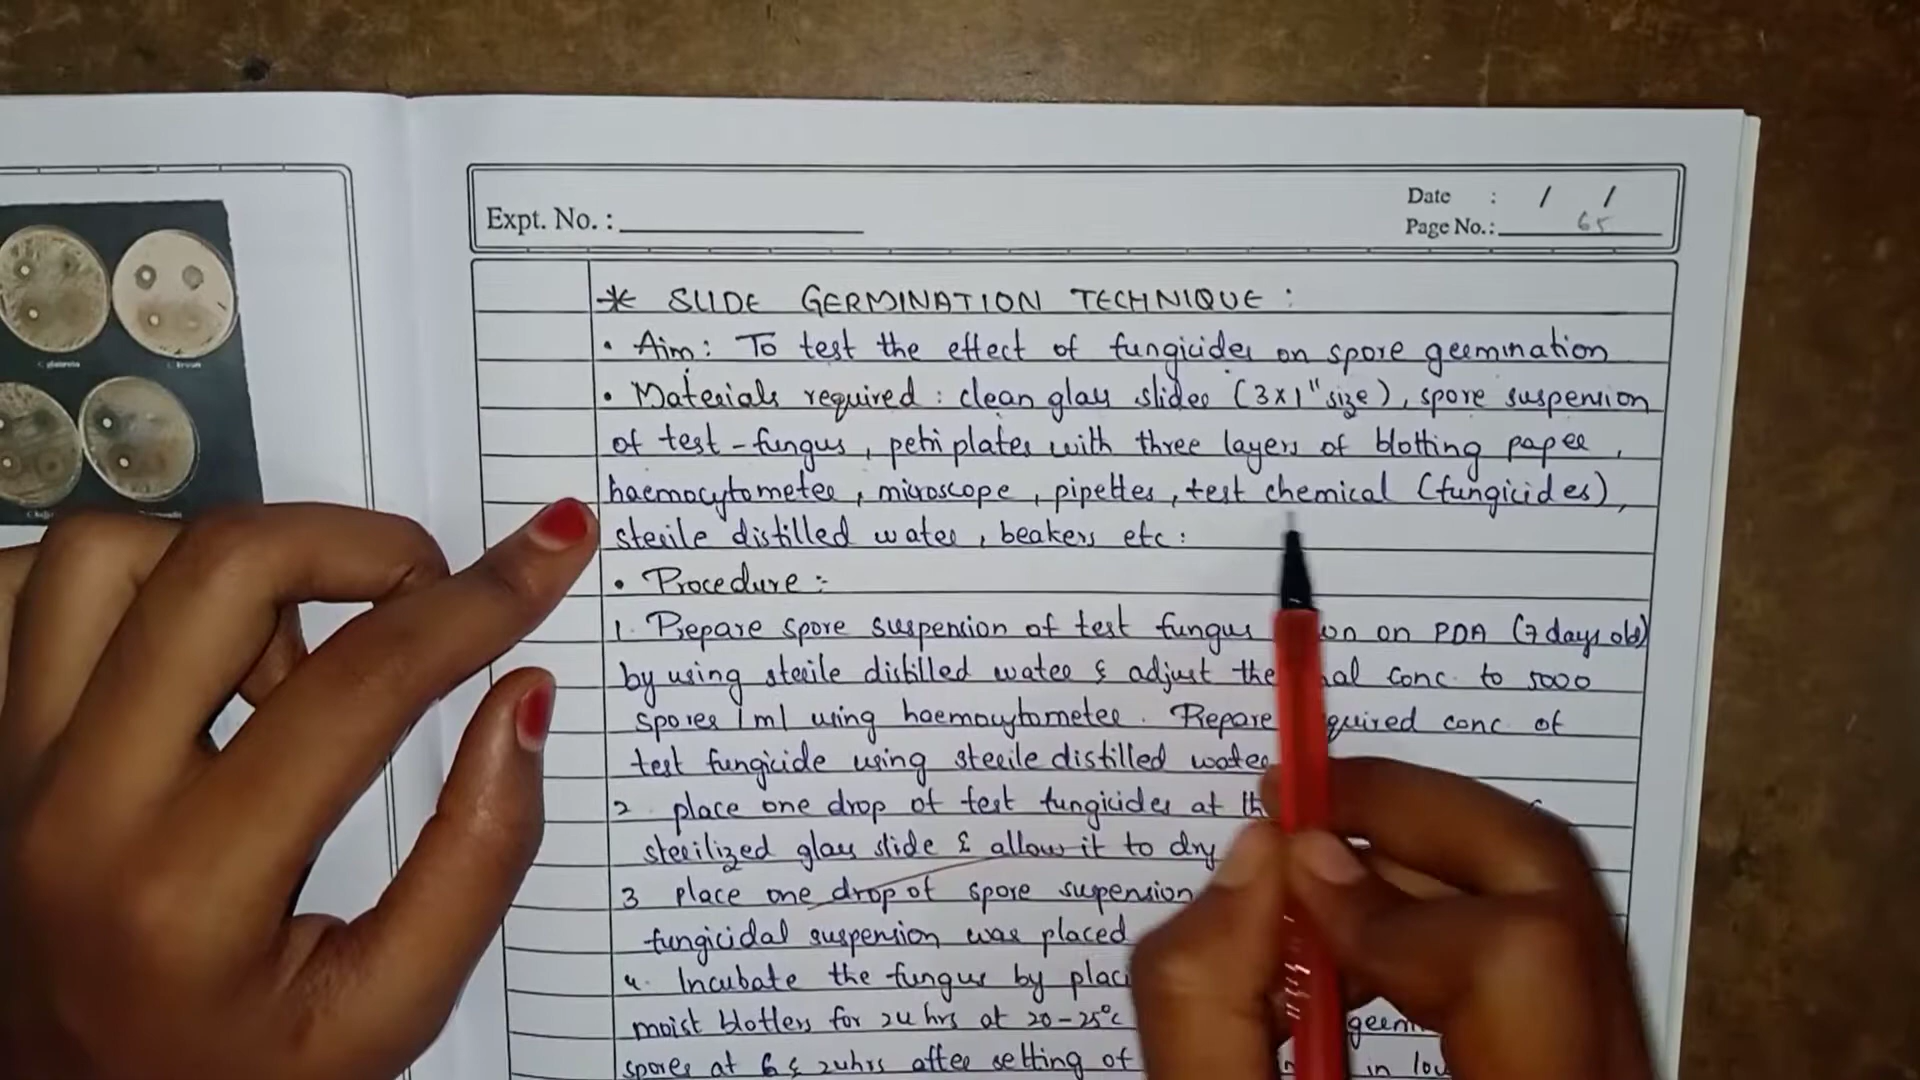 Expt. No. :
Date : / /
Page No.: 65
* SLIDE GERMINATION TECHNIQUE :
• Aim : To test the effect of fungicides on spore germination
• Materials required : clean glass slides (3x1" size), spore suspension
of test - fungus, petri plates with three layers of blotting paper,
haemocytometer, microscope, pipettes, test chemical (fungicides),
sterile distilled water, beakers etc :
• Procedure :-
1. Prepare spore suspension of test fungus on PDA (7 days old)
by using sterile distilled water & adjust the conc. to 5000
spores /ml using haemocytometer. Prepare conc of
test fungicide using sterile distilled water
2. place one drop of test fungicides at
sterilized glass slide & allow it to dry
3 Place one drop of spore supension
fungicidal suspension was placed
4. Incubate the fungus by
moist blotters for 24 hrs at 20-25°c
spores at 6 & 24hrs after setting of in